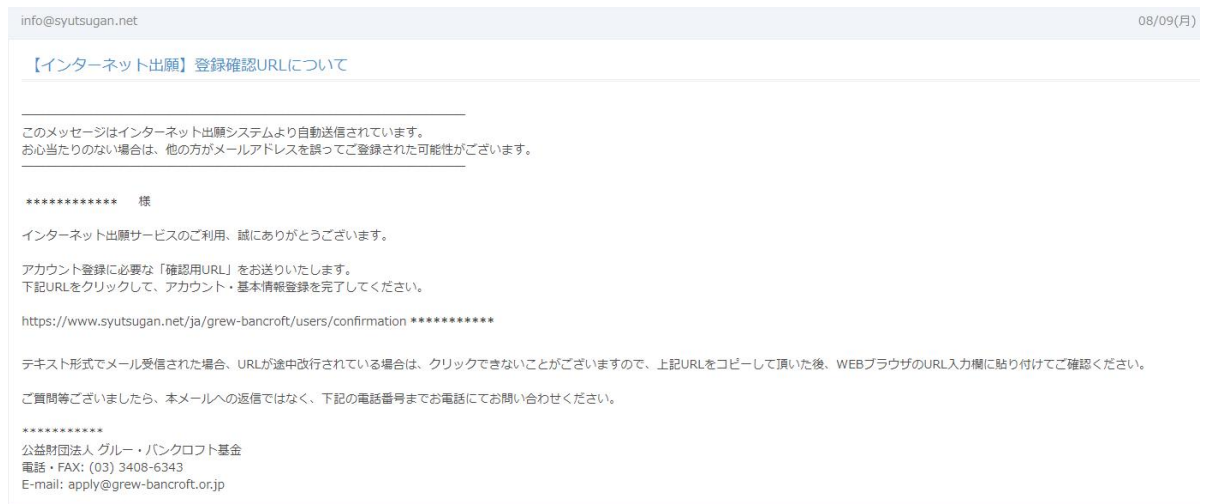 info@syutsugan.net
08/09(月)
【インターネット出願】登録確認URLについて
このメッセージはインターネット出願システムより自動送信されています。
お心当たりのない場合は、他の方がメールアドレスを誤ってご登録された可能性がございます。
************ 様
インターネット出願サービスのご利用、誠にありがとうございます。
アカウント登録に必要な「確認用URL」をお送りいたします。
下記URLをクリックして、アカウント・基本情報登録を完了してください。
https://www.syutsugan.net/ja/grew-bancroft/users/confirmation ***********
テキスト形式でメール受信された場合、URLが途中改行されている場合は、クリックできないことがございますので、上記URLをコピーして頂いた後、WEBブラウザのURL入力欄に貼り付けてご確認ください。
ご質問等ございましたら、本メールへの返信ではなく、下記の電話番号までお電話にてお問い合わせください。
***********
公益財団法人 グルー・バンクロフト基金
電話・FAX: (03) 3408-6343
E-mail: apply@grew-bancroft.or.jp